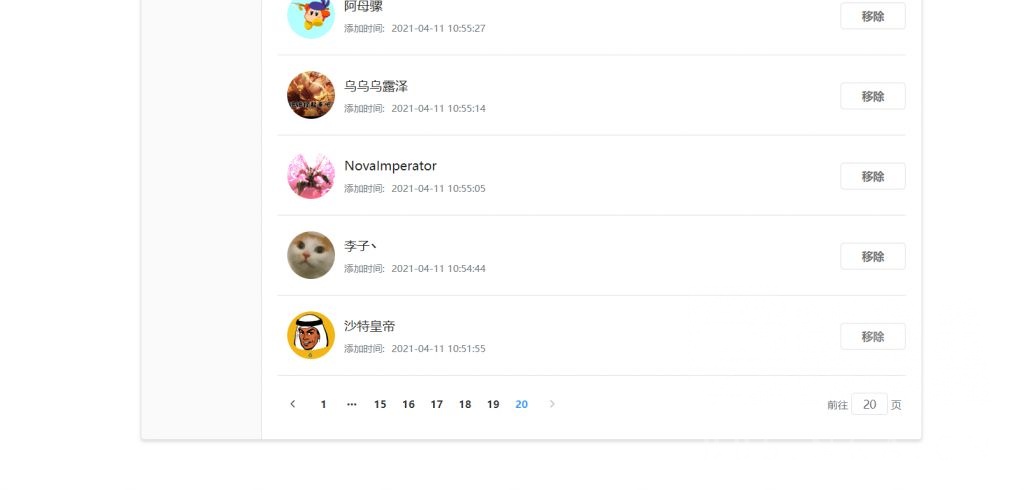 阿母骡
添加时间: 2021-04-11 10:55:27
移除
乌乌乌露泽
添加时间: 2021-04-11 10:55:14
移除
NovaImperator
添加时间: 2021-04-11 10:55:05
移除
李子丶
添加时间: 2021-04-11 10:54:44
移除
沙特皇帝
添加时间: 2021-04-11 10:51:55
移除
< 1 ••• 15 16 17 18 19 20 > 前往 20 页